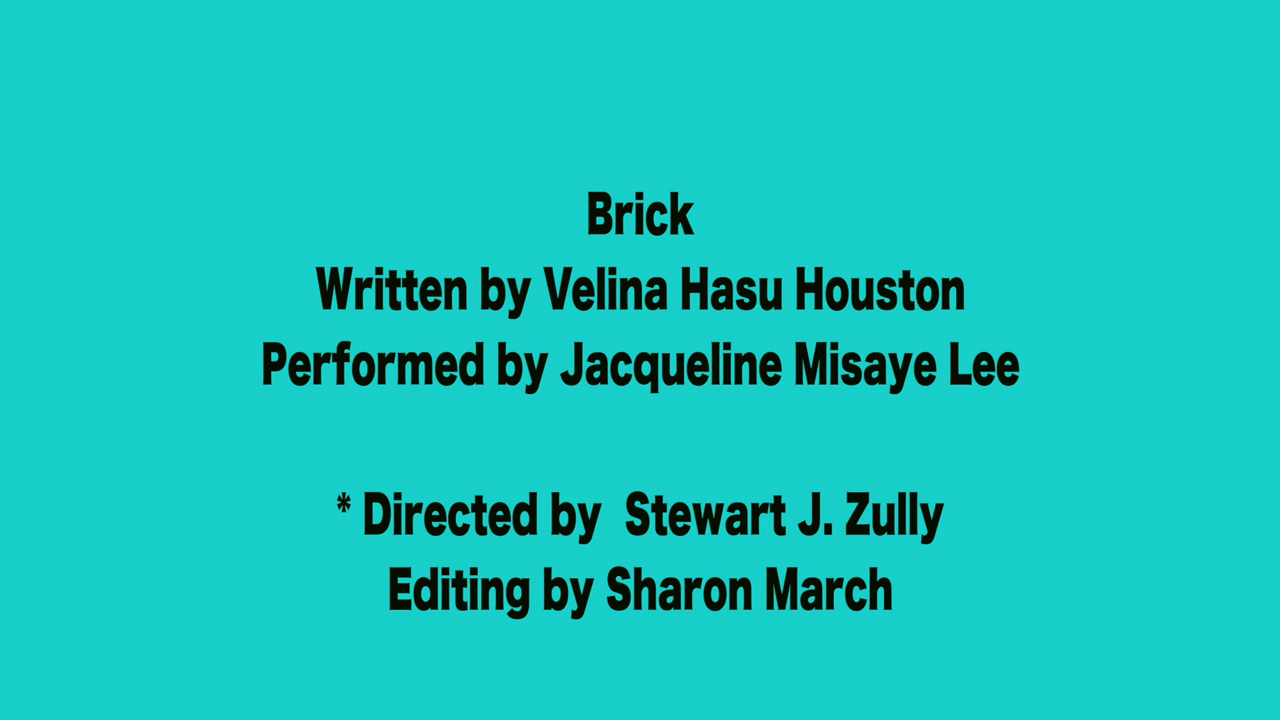 Brick
Written by Velina Hasu Houston
Performed by Jacqueline Misaye Lee
* Directed by  Stewart J. Zully
Editing by Sharon March